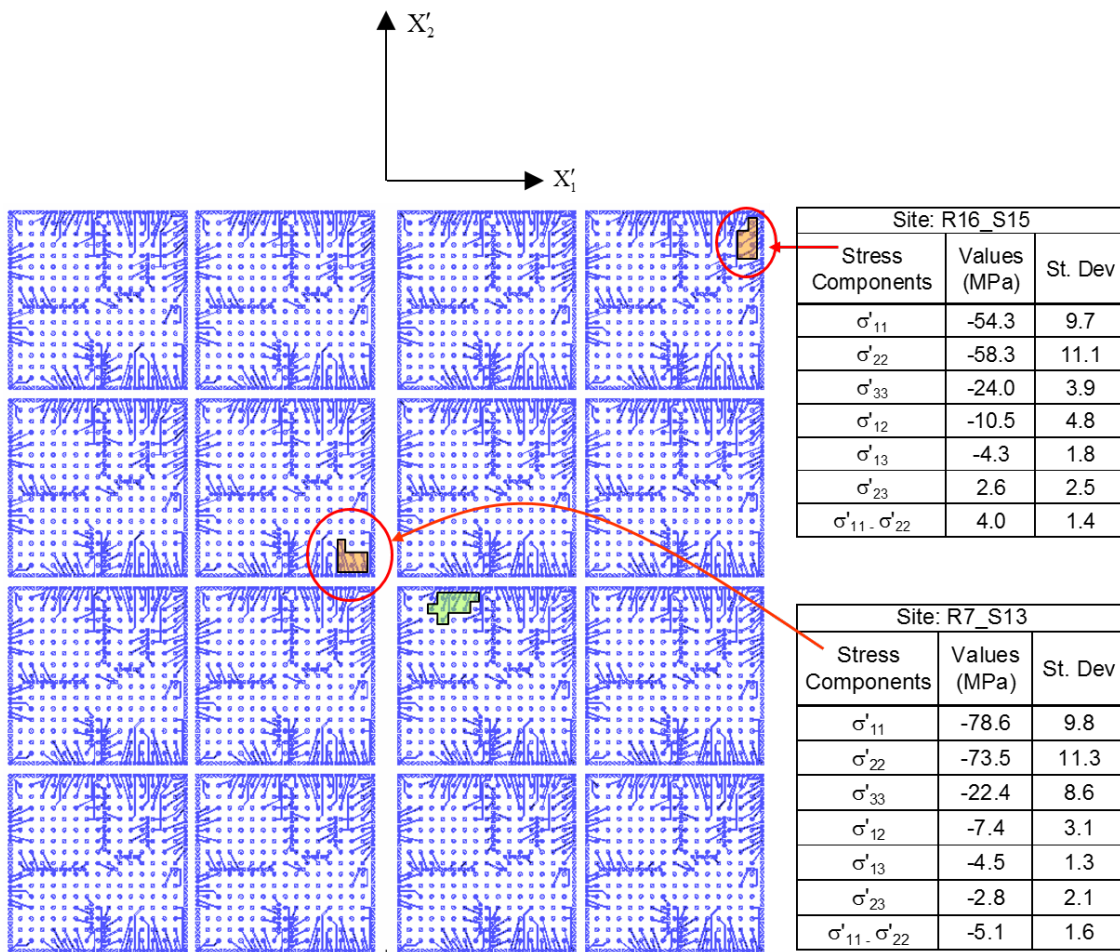 X′₂
X′₁
Site: R16_S15
Stress Components Values (MPa) St. Dev
σ'₁₁ -54.3 9.7
σ'₂₂ -58.3 11.1
σ'₃₃ -24.0 3.9
σ'₁₂ -10.5 4.8
σ'₁₃ -4.3 1.8
σ'₂₃ 2.6 2.5
σ'₁₁ - σ'₂₂ 4.0 1.4
Site: R7_S13
Stress Components Values (MPa) St. Dev
σ'₁₁ -78.6 9.8
σ'₂₂ -73.5 11.3
σ'₃₃ -22.4 8.6
σ'₁₂ -7.4 3.1
σ'₁₃ -4.5 1.3
σ'₂₃ -2.8 2.1
σ'₁₁ - σ'₂₂ -5.1 1.6